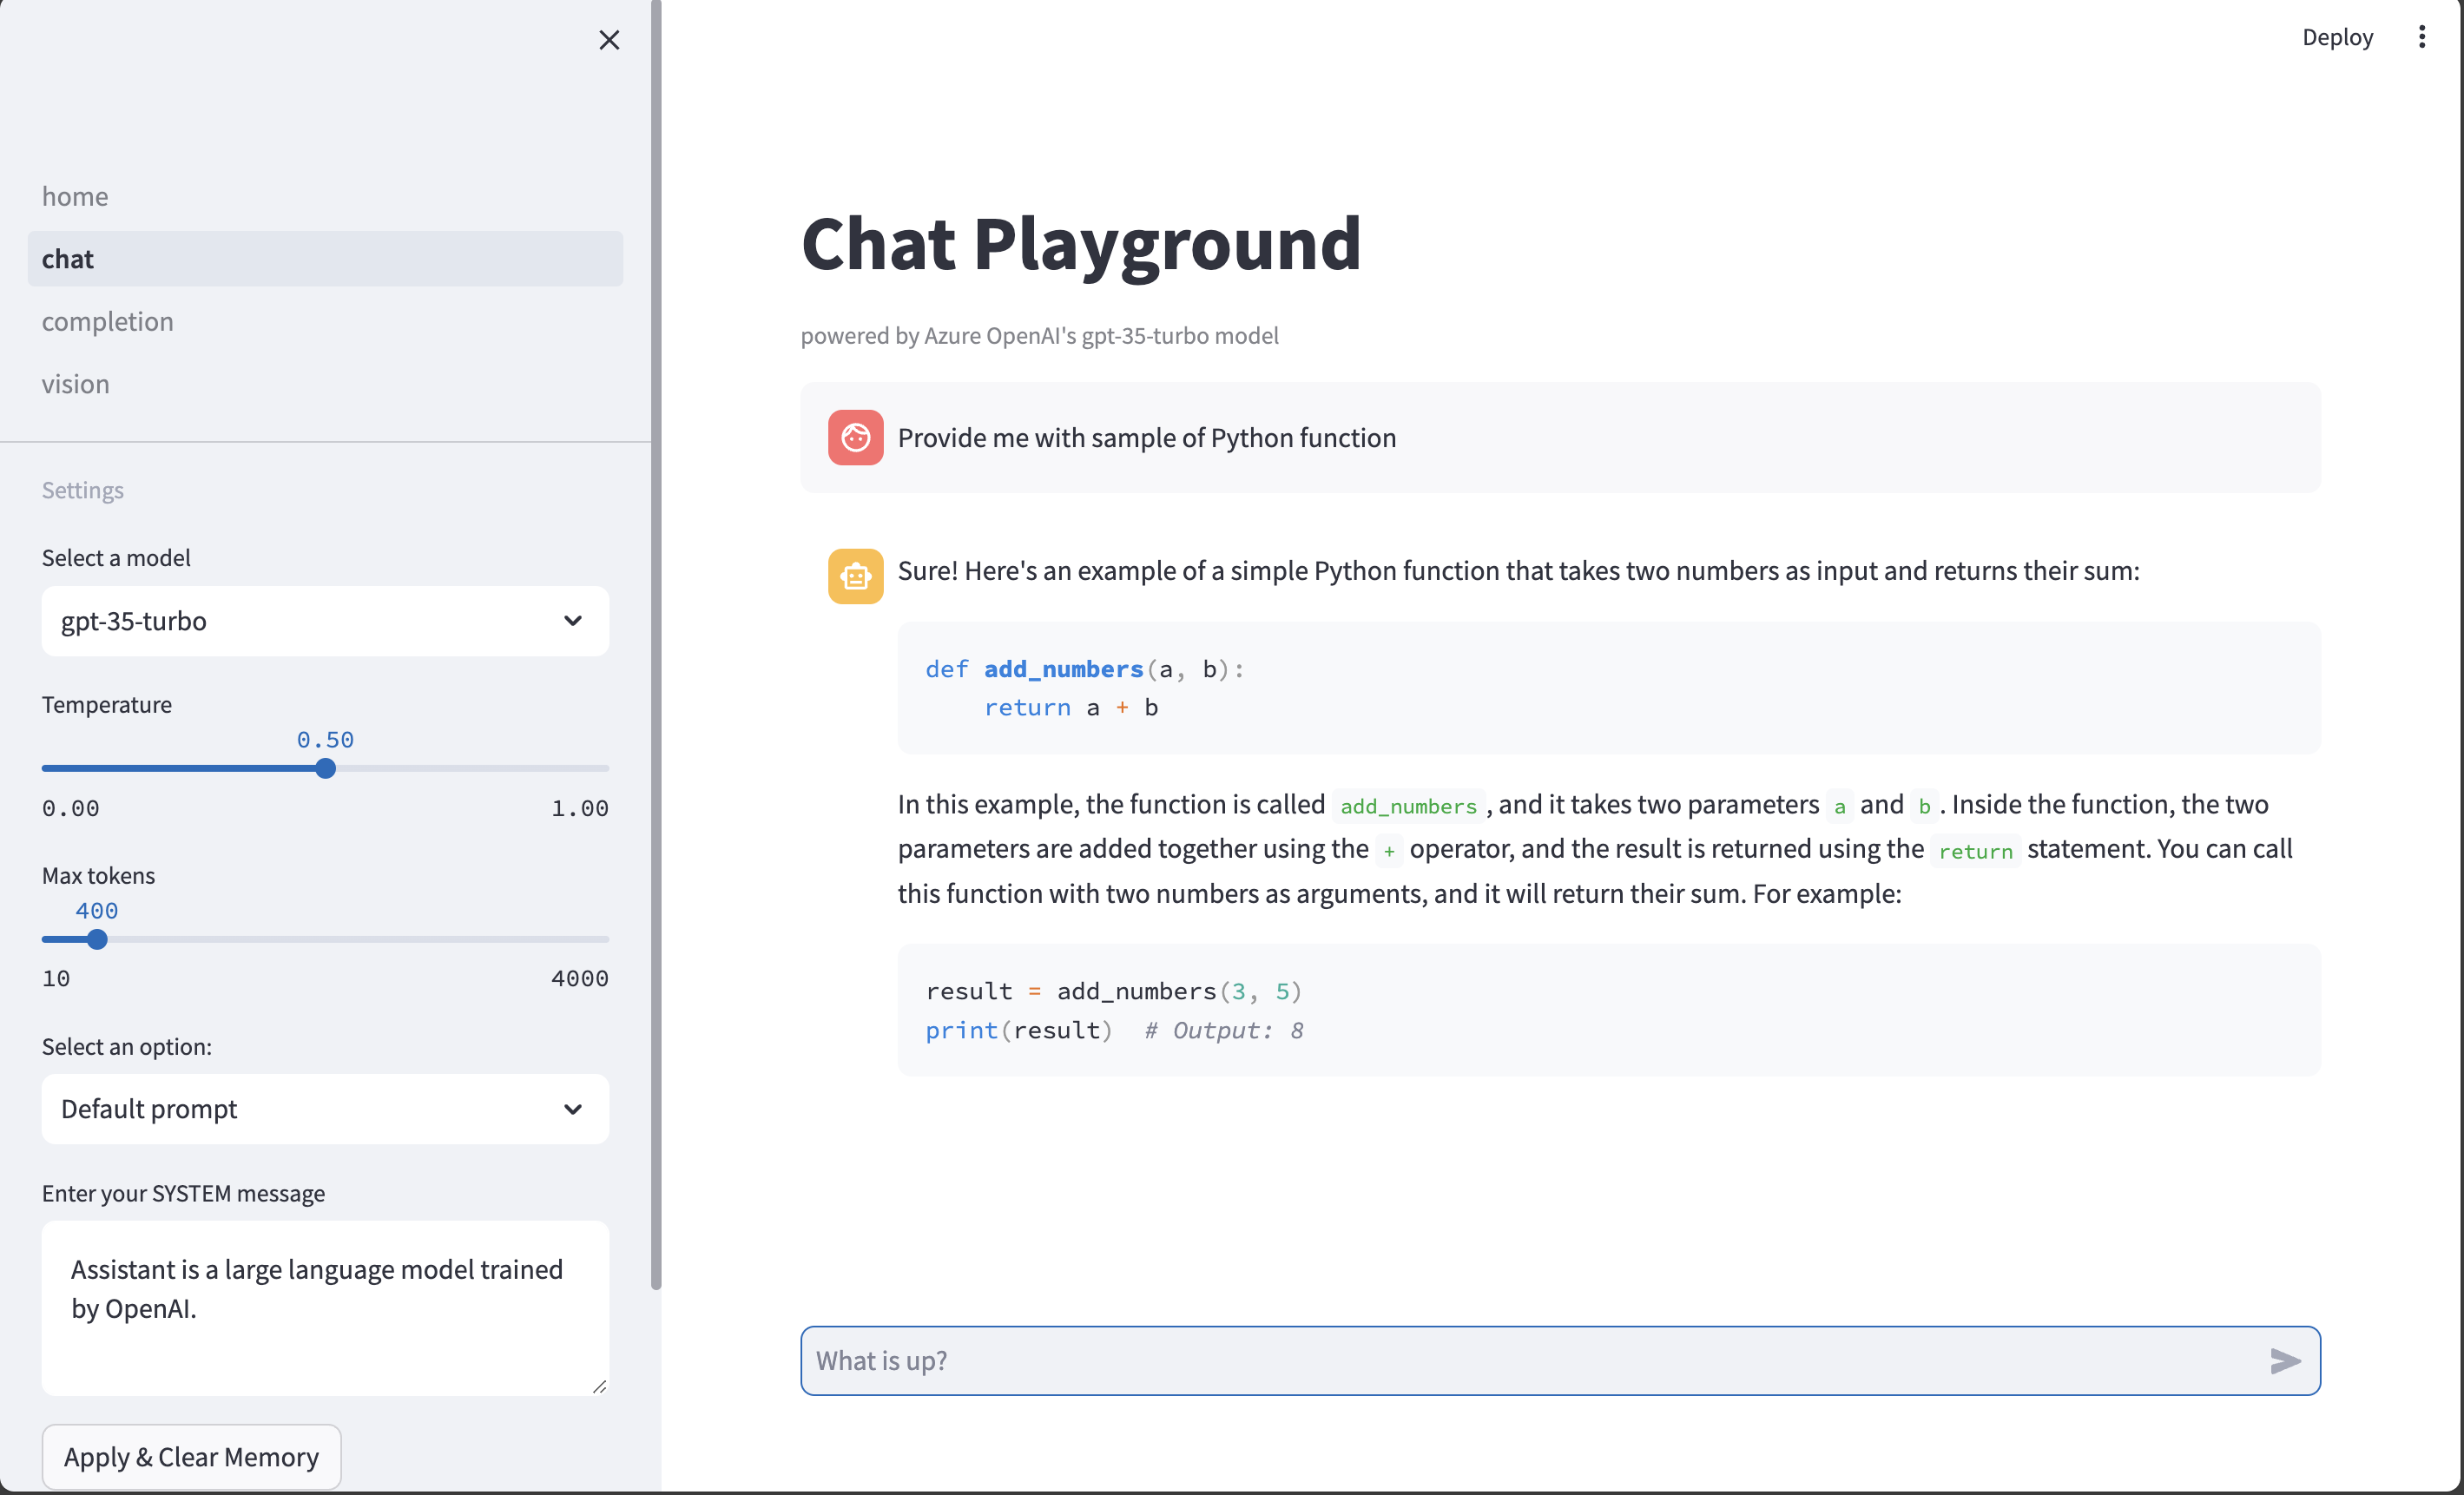 Deploy
home
chat
completion
vision
Settings
Select a model
gpt-35-turbo
Temperature
0.50
0.00 1.00
Max tokens
400
10 4000
Select an option:
Default prompt
Enter your SYSTEM message
Assistant is a large language model trained
by OpenAI.
Apply & Clear Memory
Chat Playground
powered by Azure OpenAI's gpt-35-turbo model
Provide me with sample of Python function
Sure! Here's an example of a simple Python function that takes two numbers as input and returns their sum:
def add_numbers(a, b):
    return a + b
In this example, the function is called add_numbers, and it takes two parameters a and b. Inside the function, the two
parameters are added together using the + operator, and the result is returned using the return statement. You can call
this function with two numbers as arguments, and it will return their sum. For example:
result = add_numbers(3, 5)
print(result)  # Output: 8
What is up?